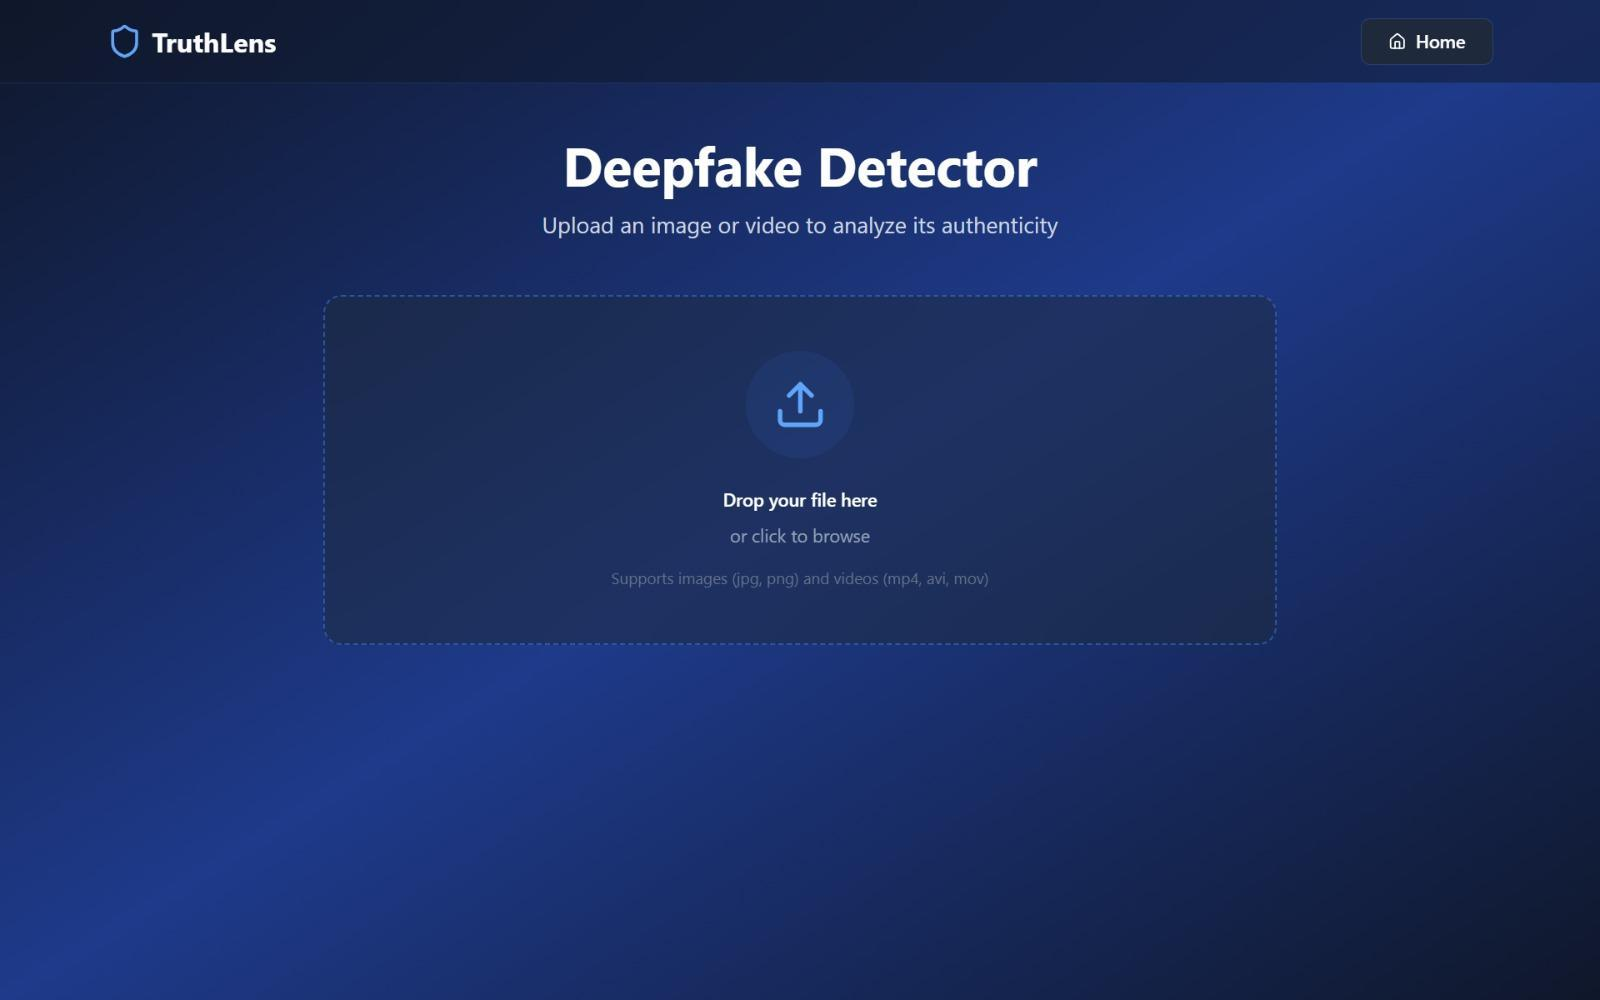 TruthLens
Home
Deepfake Detector
Upload an image or video to analyze its authenticity
Drop your file here
or click to browse
Supports images (jpg, png) and videos (mp4, avi, mov)